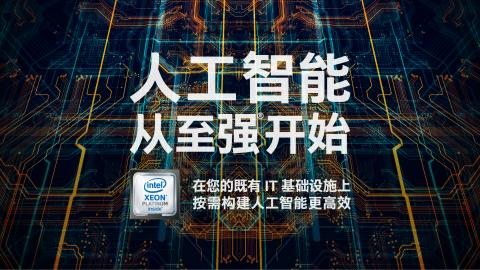 人工智能
从至强®开始
在您的既有 IT 基础设施上
按需构建人工智能更高效
intel
XEON
PLATINUM
inside™